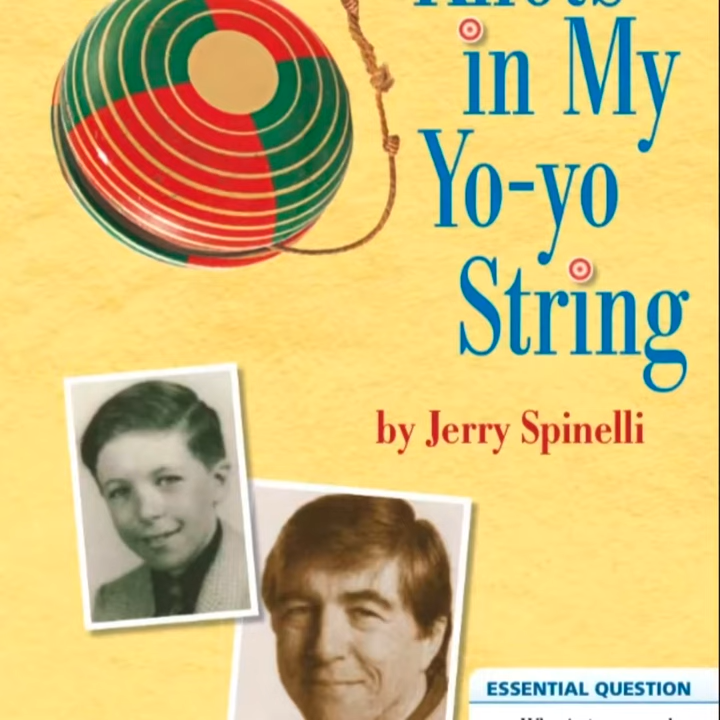 in My
Yo-yo
String
by Jerry Spinelli
ESSENTIAL QUESTION